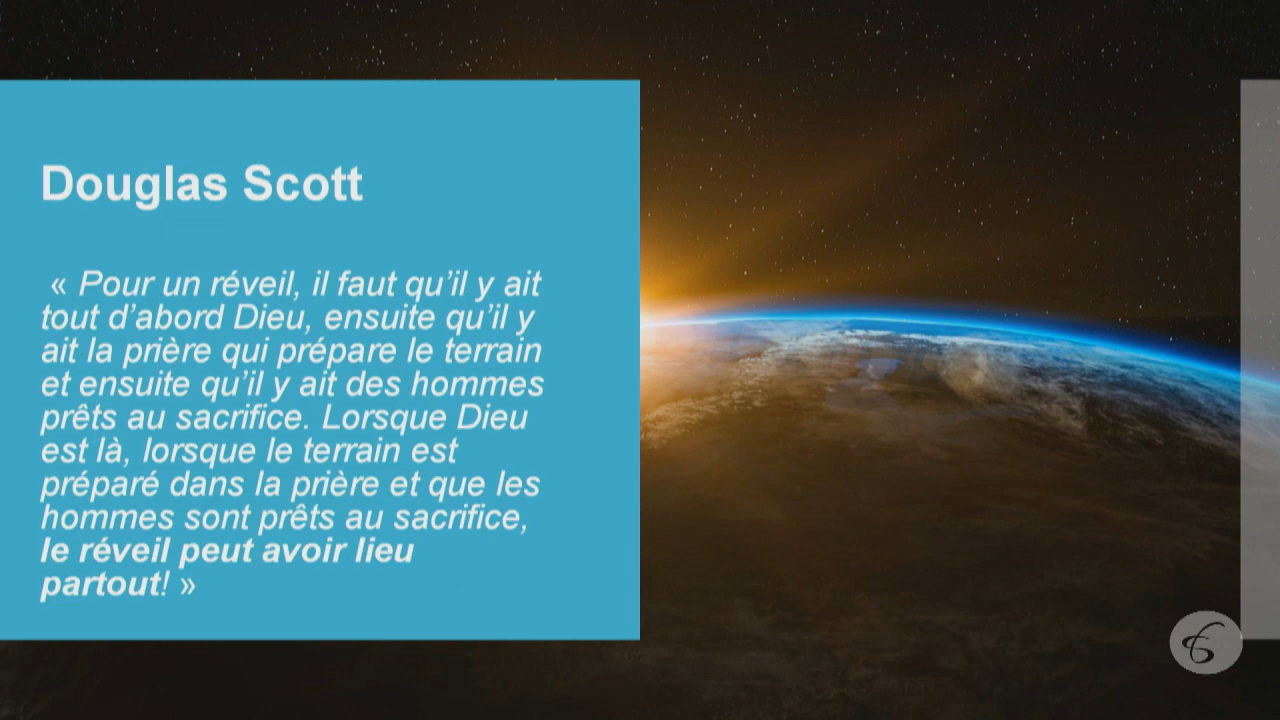 Douglas Scott
« Pour un réveil, il faut qu’il y ait
tout d’abord Dieu, ensuite qu’il y
ait la prière qui prépare le terrain
et ensuite qu’il y ait des hommes
prêts au sacrifice. Lorsque Dieu
est là, lorsque le terrain est
préparé dans la prière et que les
hommes sont prêts au sacrifice,
le réveil peut avoir lieu
partout! »